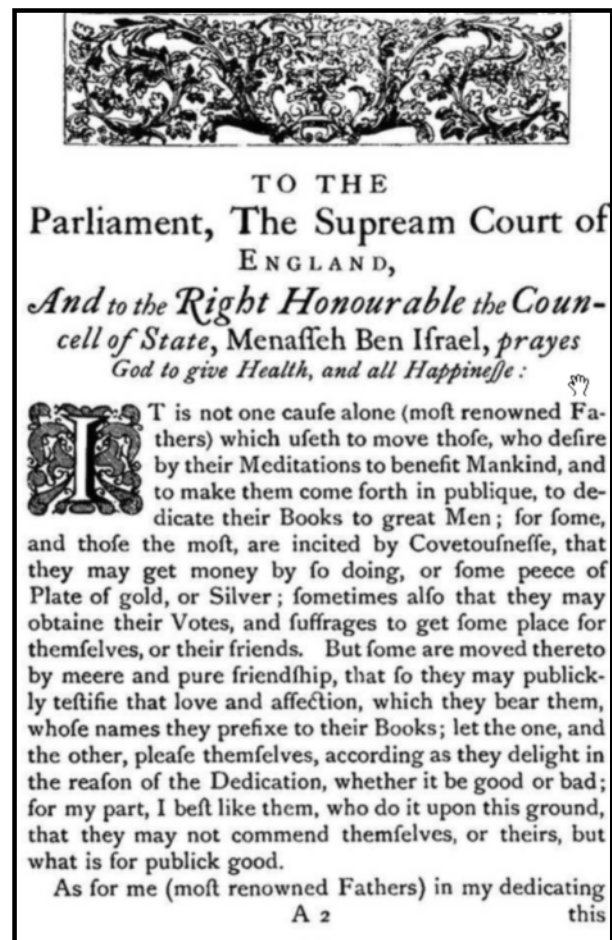 TO THE
Parliament, The Supream Court of
ENGLAND,
And to the Right Honourable the Coun-
cell of State, Menaſſeh Ben Iſrael, prayes
God to give Health, and all Happineſſe :
IT is not one cauſe alone (moſt renowned Fa-
thers) which uſeth to move thoſe, who deſire
by their Meditations to benefit Mankind, and
to make them come forth in publique, to de-
dicate their Books to great Men ; for ſome,
and thoſe the moſt, are incited by Covetouſneſſe, that
they may get money by ſo doing, or ſome peece of
Plate of gold, or Silver ; ſometimes alſo that they may
obtaine their Votes, and ſuffrages to get ſome place for
themſelves, or their friends. But ſome are moved thereto
by meere and pure friendſhip, that ſo they may publick-
ly teſtifie that love and affection, which they bear them,
whoſe names they prefixe to their Books ; let the one, and
the other, pleaſe themſelves, according as they delight in
the reaſon of the Dedication, whether it be good or bad ;
for my part, I beſt like them, who do it upon this ground,
that they may not commend themſelves, or theirs, but
what is for publick good.
As for me (moſt renowned Fathers) in my dedicating
A 2 this